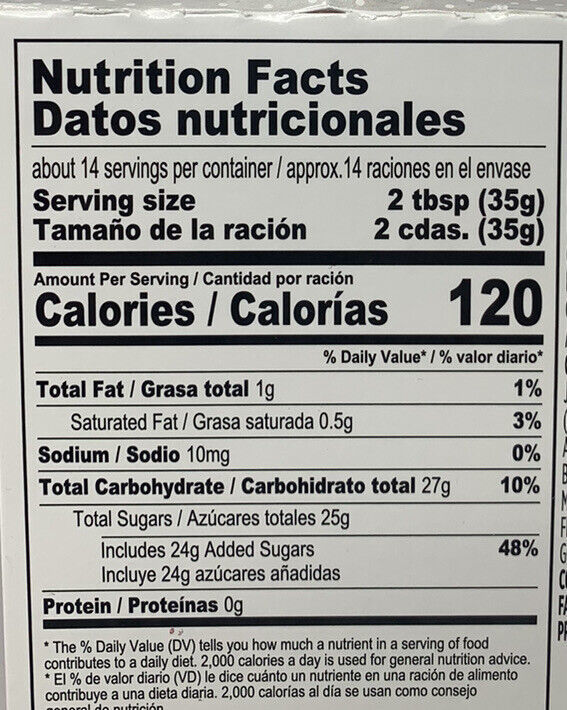 Nutrition Facts
Datos nutricionales
about 14 servings per container / approx.14 raciones en el envase
Serving size 2 tbsp (35g)
Tamaño de la ración 2 cdas. (35g)
Amount Per Serving / Cantidad por ración
Calories / Calorías 120
% Daily Value* / % valor diario*
Total Fat / Grasa total 1g 1%
Saturated Fat / Grasa saturada 0.5g 3%
Sodium / Sodio 10mg 0%
Total Carbohydrate / Carbohidrato total 27g 10%
Total Sugars / Azúcares totales 25g
Includes 24g Added Sugars 48%
Incluye 24g azúcares añadidas
Protein / Proteínas 0g
* The % Daily Value (DV) tells you how much a nutrient in a serving of food
contributes to a daily diet. 2,000 calories a day is used for general nutrition advice.
* El % de valor diario (VD) le dice cuánto un nutriente en una ración de alimento
contribuye a una dieta diaria. 2,000 calorías al día se usan como consejo
general de nutrición